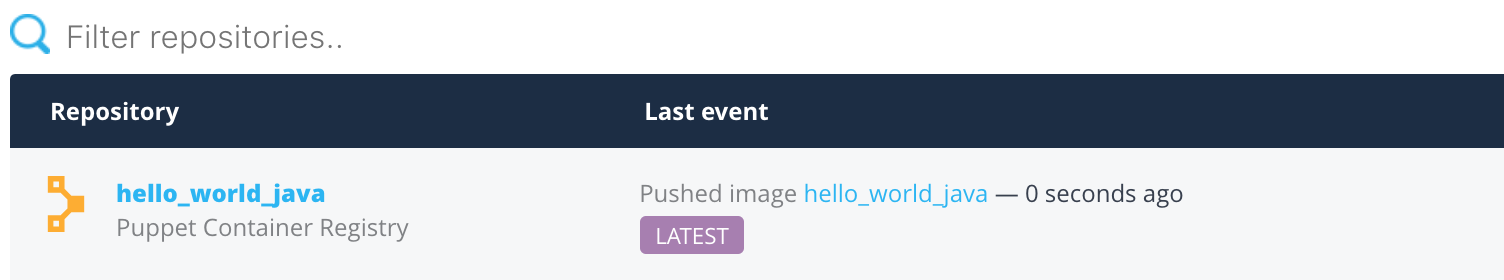 Filter repositories..
Repository Last event
hello_world_java Pushed image hello_world_java — 0 seconds ago
Puppet Container Registry LATEST